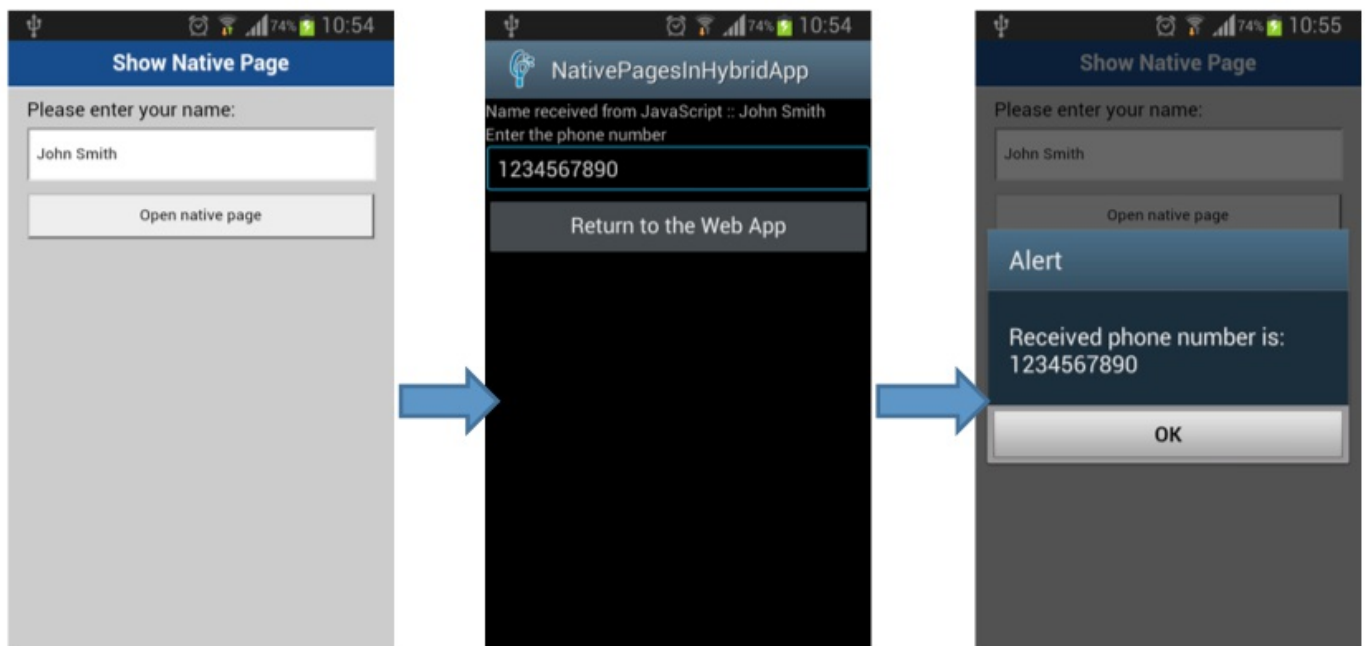 74% 10:54
Show Native Page
Please enter your name:
John Smith
Open native page
74% 10:54
NativePagesInHybridApp
Name received from JavaScript :: John Smith
Enter the phone number
1234567890
Return to the Web App
74% 10:55
Show Native Page
Please enter your name:
John Smith
Open native page
Alert
Received phone number is:
1234567890
OK